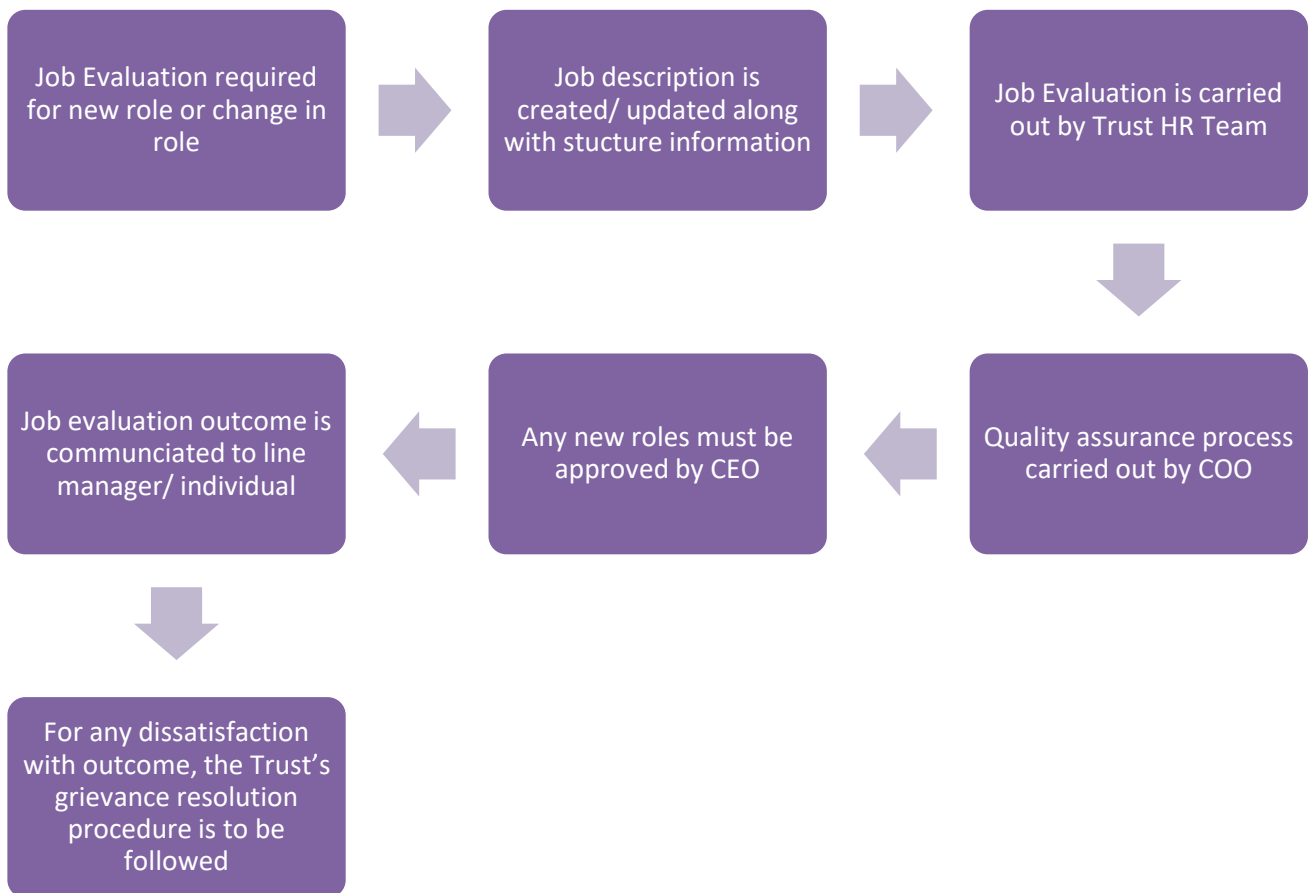 Job Evaluation required
for new role or change in
role
Job description is
created/ updated along
with stucture information
Job Evaluation is carried
out by Trust HR Team
Quality assurance process
carried out by COO
Any new roles must be
approved by CEO
Job evaluation outcome is
communciated to line
manager/ individual
For any dissatisfaction
with outcome, the Trust’s
grievance resolution
procedure is to be
followed